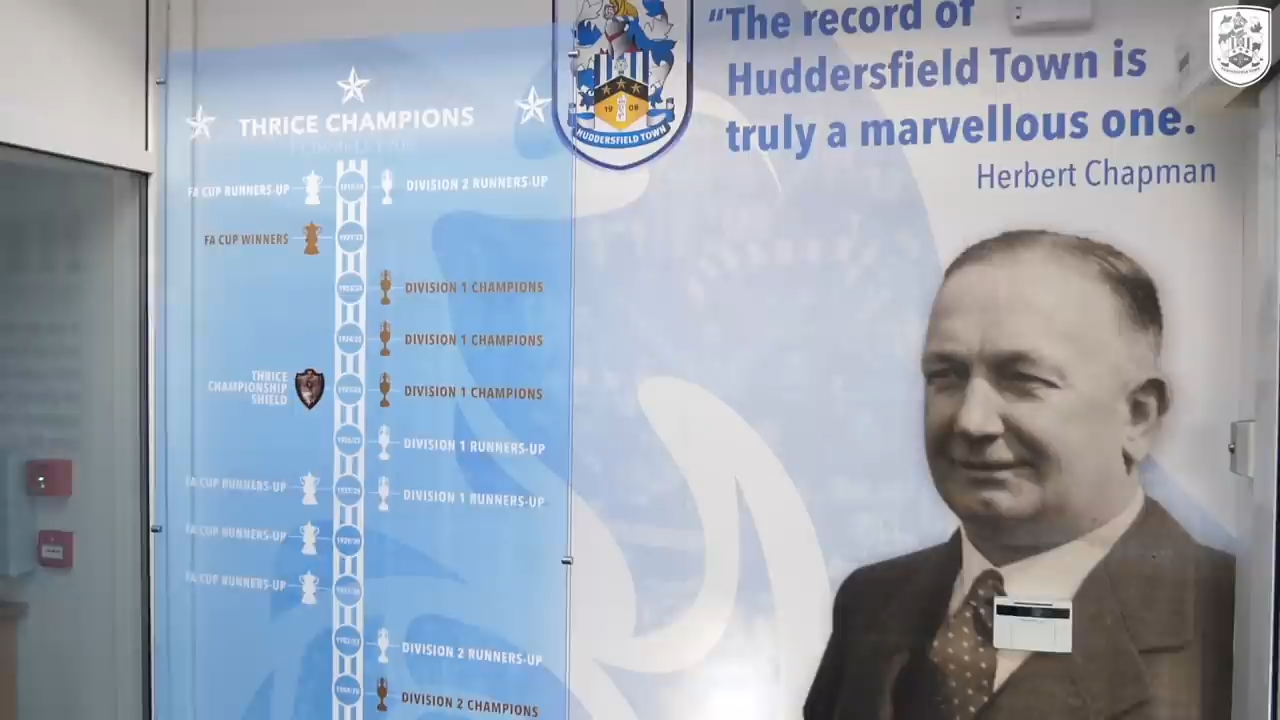 "The record of
Huddersfield Town is
truly a marvellous one.
Herbert Chapman
THRICE CHAMPIONS
FA CUP RUNNERS-UP
DIVISION 2 RUNNERS-UP
FA CUP WINNERS
DIVISION 1 CHAMPIONS
DIVISION 1 CHAMPIONS
THRICE
CHAMPIONSHIP
SHIELD
DIVISION 1 CHAMPIONS
DIVISION 1 RUNNERS-UP
FA CUP RUNNERS-UP
DIVISION 1 RUNNERS-UP
FA CUP RUNNERS-UP
FA CUP RUNNERS-UP
DIVISION 2 RUNNERS-UP
DIVISION 2 CHAMPIONS
19 08
HUDDERSFIELD TOWN